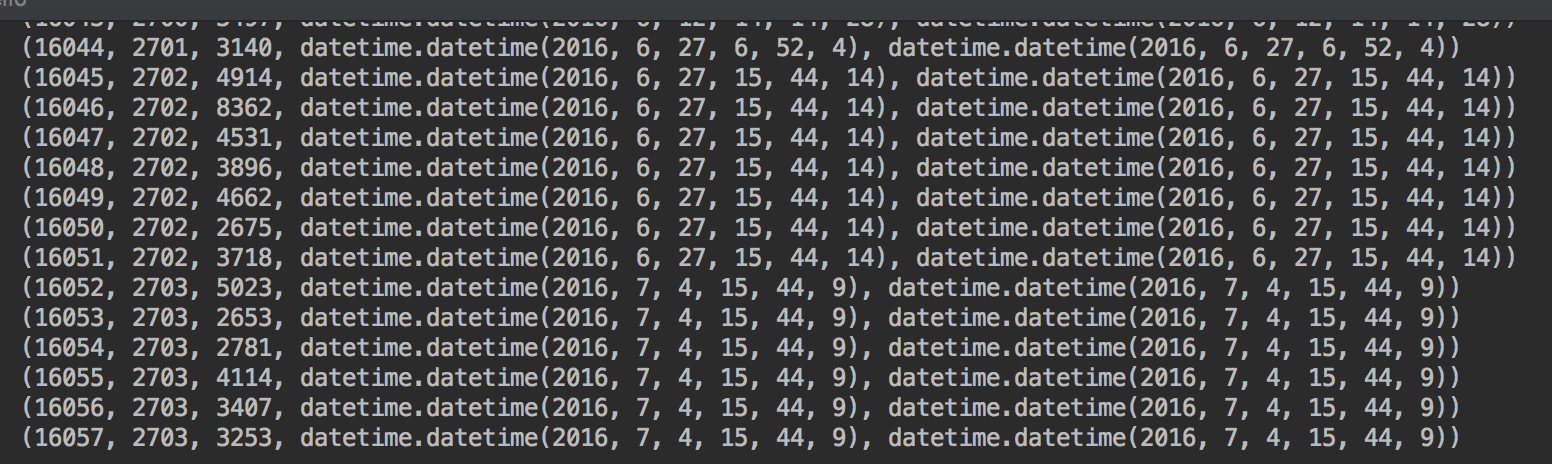 (16044, 2701, 3140, datetime.datetime(2016, 6, 27, 6, 52, 4), datetime.datetime(2016, 6, 27, 6, 52, 4))
(16045, 2702, 4914, datetime.datetime(2016, 6, 27, 15, 44, 14), datetime.datetime(2016, 6, 27, 15, 44, 14))
(16046, 2702, 8362, datetime.datetime(2016, 6, 27, 15, 44, 14), datetime.datetime(2016, 6, 27, 15, 44, 14))
(16047, 2702, 4531, datetime.datetime(2016, 6, 27, 15, 44, 14), datetime.datetime(2016, 6, 27, 15, 44, 14))
(16048, 2702, 3896, datetime.datetime(2016, 6, 27, 15, 44, 14), datetime.datetime(2016, 6, 27, 15, 44, 14))
(16049, 2702, 4662, datetime.datetime(2016, 6, 27, 15, 44, 14), datetime.datetime(2016, 6, 27, 15, 44, 14))
(16050, 2702, 2675, datetime.datetime(2016, 6, 27, 15, 44, 14), datetime.datetime(2016, 6, 27, 15, 44, 14))
(16051, 2702, 3718, datetime.datetime(2016, 6, 27, 15, 44, 14), datetime.datetime(2016, 6, 27, 15, 44, 14))
(16052, 2703, 5023, datetime.datetime(2016, 7, 4, 15, 44, 9), datetime.datetime(2016, 7, 4, 15, 44, 9))
(16053, 2703, 2653, datetime.datetime(2016, 7, 4, 15, 44, 9), datetime.datetime(2016, 7, 4, 15, 44, 9))
(16054, 2703, 2781, datetime.datetime(2016, 7, 4, 15, 44, 9), datetime.datetime(2016, 7, 4, 15, 44, 9))
(16055, 2703, 4114, datetime.datetime(2016, 7, 4, 15, 44, 9), datetime.datetime(2016, 7, 4, 15, 44, 9))
(16056, 2703, 3407, datetime.datetime(2016, 7, 4, 15, 44, 9), datetime.datetime(2016, 7, 4, 15, 44, 9))
(16057, 2703, 3253, datetime.datetime(2016, 7, 4, 15, 44, 9), datetime.datetime(2016, 7, 4, 15, 44, 9))